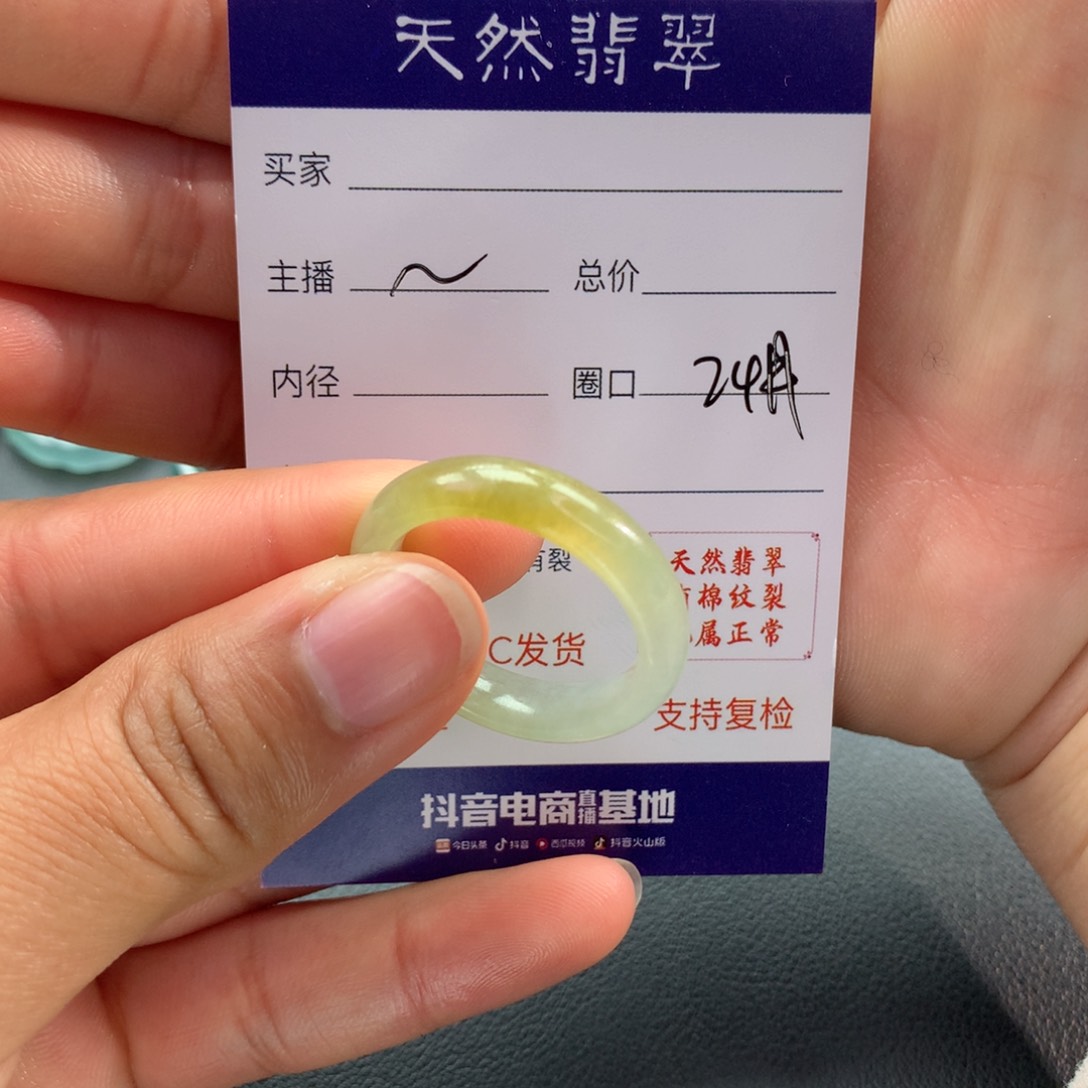 天然翡翠
买家
主播 总价
内径 圈口 24
有裂
天然翡翠
棉纹裂
属正常
C发货
支持复检
抖音电商直播基地
今日头条 抖音 西瓜视频 抖音火山版